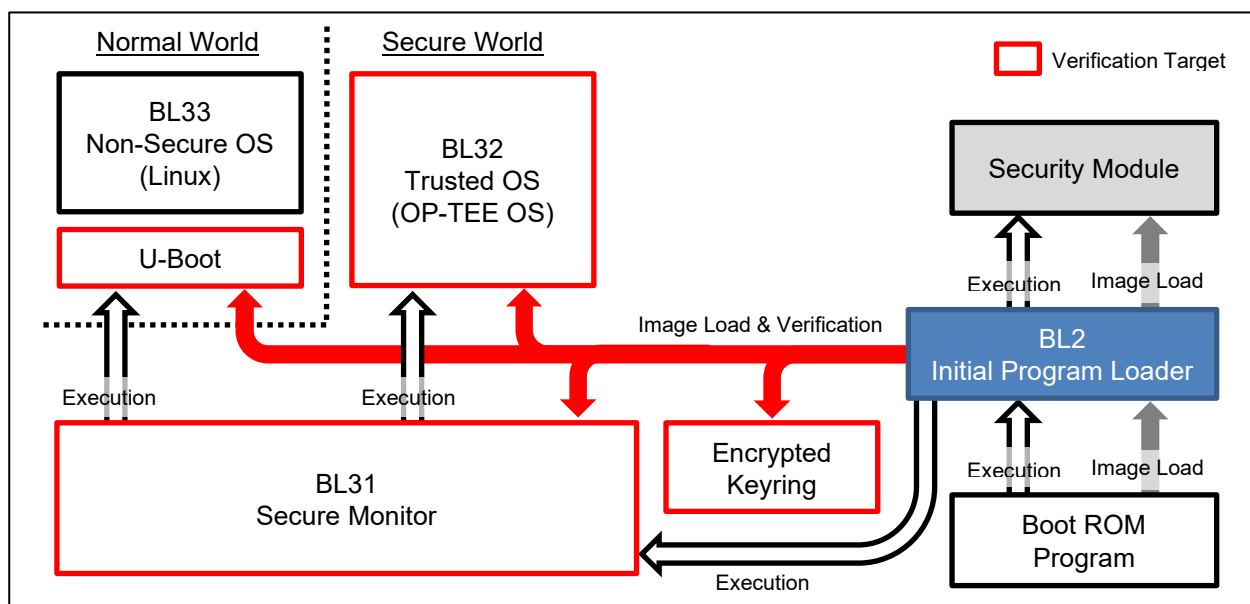 Normal World
Secure World
Verification Target
BL33
Non-Secure OS
(Linux)
BL32
Trusted OS
(OP-TEE OS)
Security Module
U-Boot
Execution
Image Load
Image Load & Verification
BL2
Initial Program Loader
Execution
Execution
BL31
Secure Monitor
Encrypted
Keyring
Execution
Image Load
Boot ROM
Program
Execution